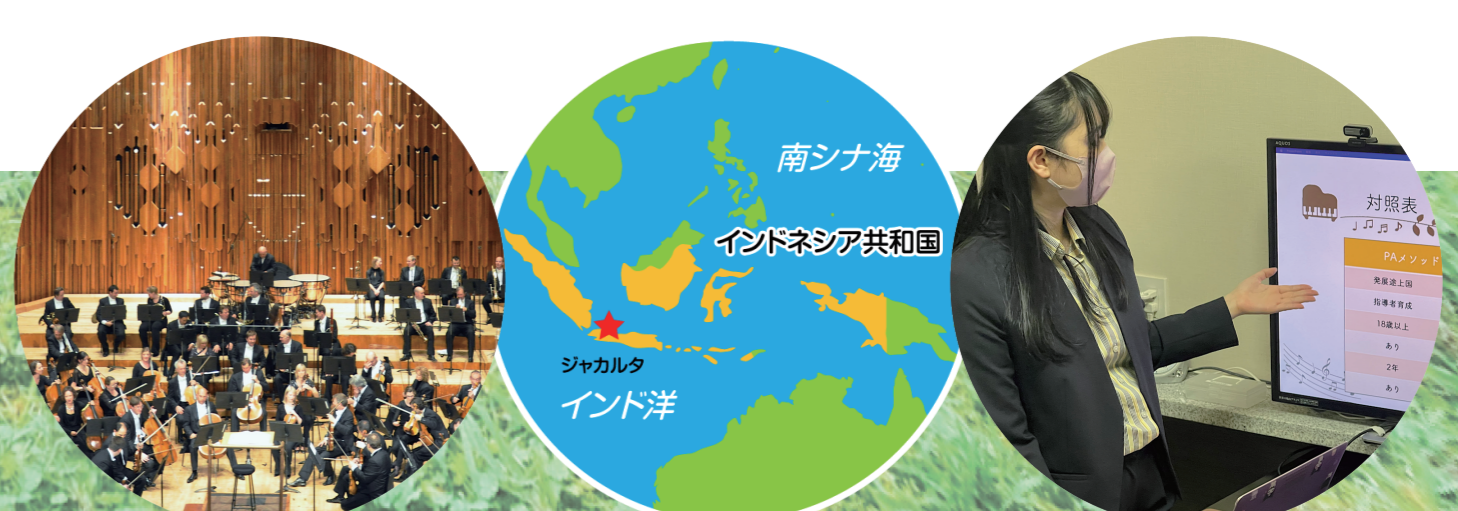 南シナ海
インドネシア共和国
ジャカルタ
インド洋
AQUOS
対照表
PAメソッド
発展途上国
指導者育成
18歳以上
あり
2年
あり